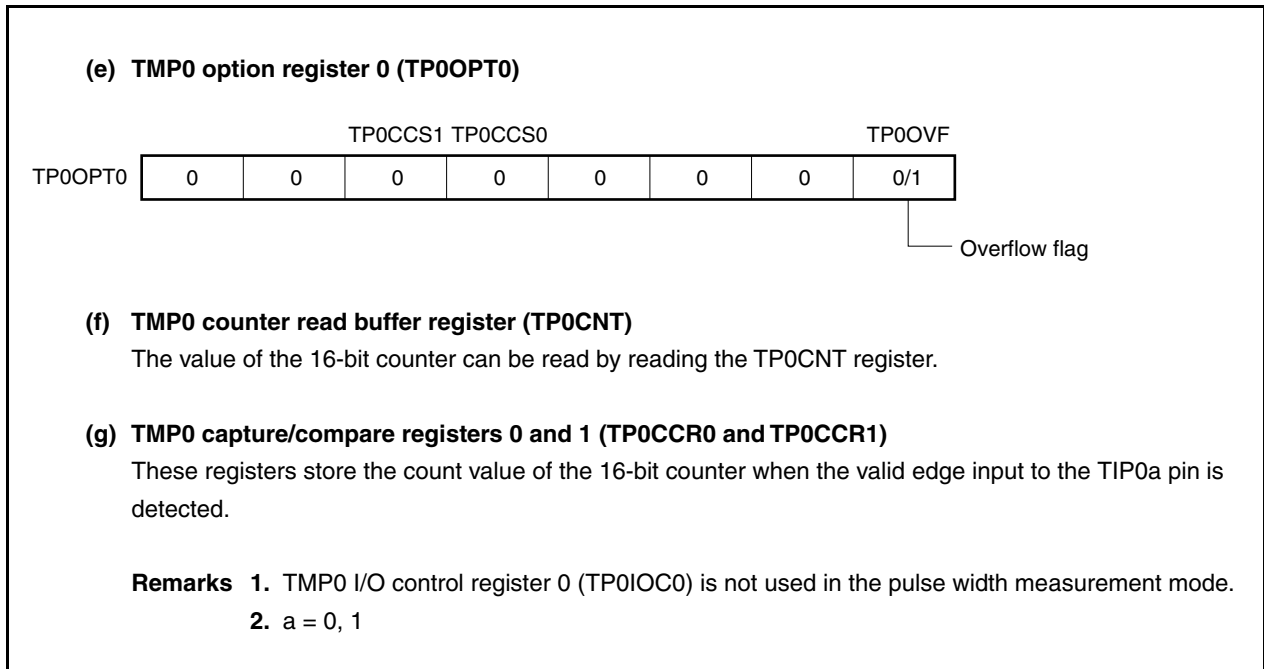 (e) TMP0 option register 0 (TP0OPT0)
TP0CCS1 TP0CCS0 TP0OVF
TP0OPT0 0 0 0 0 0 0 0 0/1
Overflow flag
(f) TMP0 counter read buffer register (TP0CNT)
The value of the 16-bit counter can be read by reading the TP0CNT register.
(g) TMP0 capture/compare registers 0 and 1 (TP0CCR0 and TP0CCR1)
These registers store the count value of the 16-bit counter when the valid edge input to the TIP0a pin is
detected.
Remarks 1. TMP0 I/O control register 0 (TP0IOC0) is not used in the pulse width measurement mode.
2. a = 0, 1